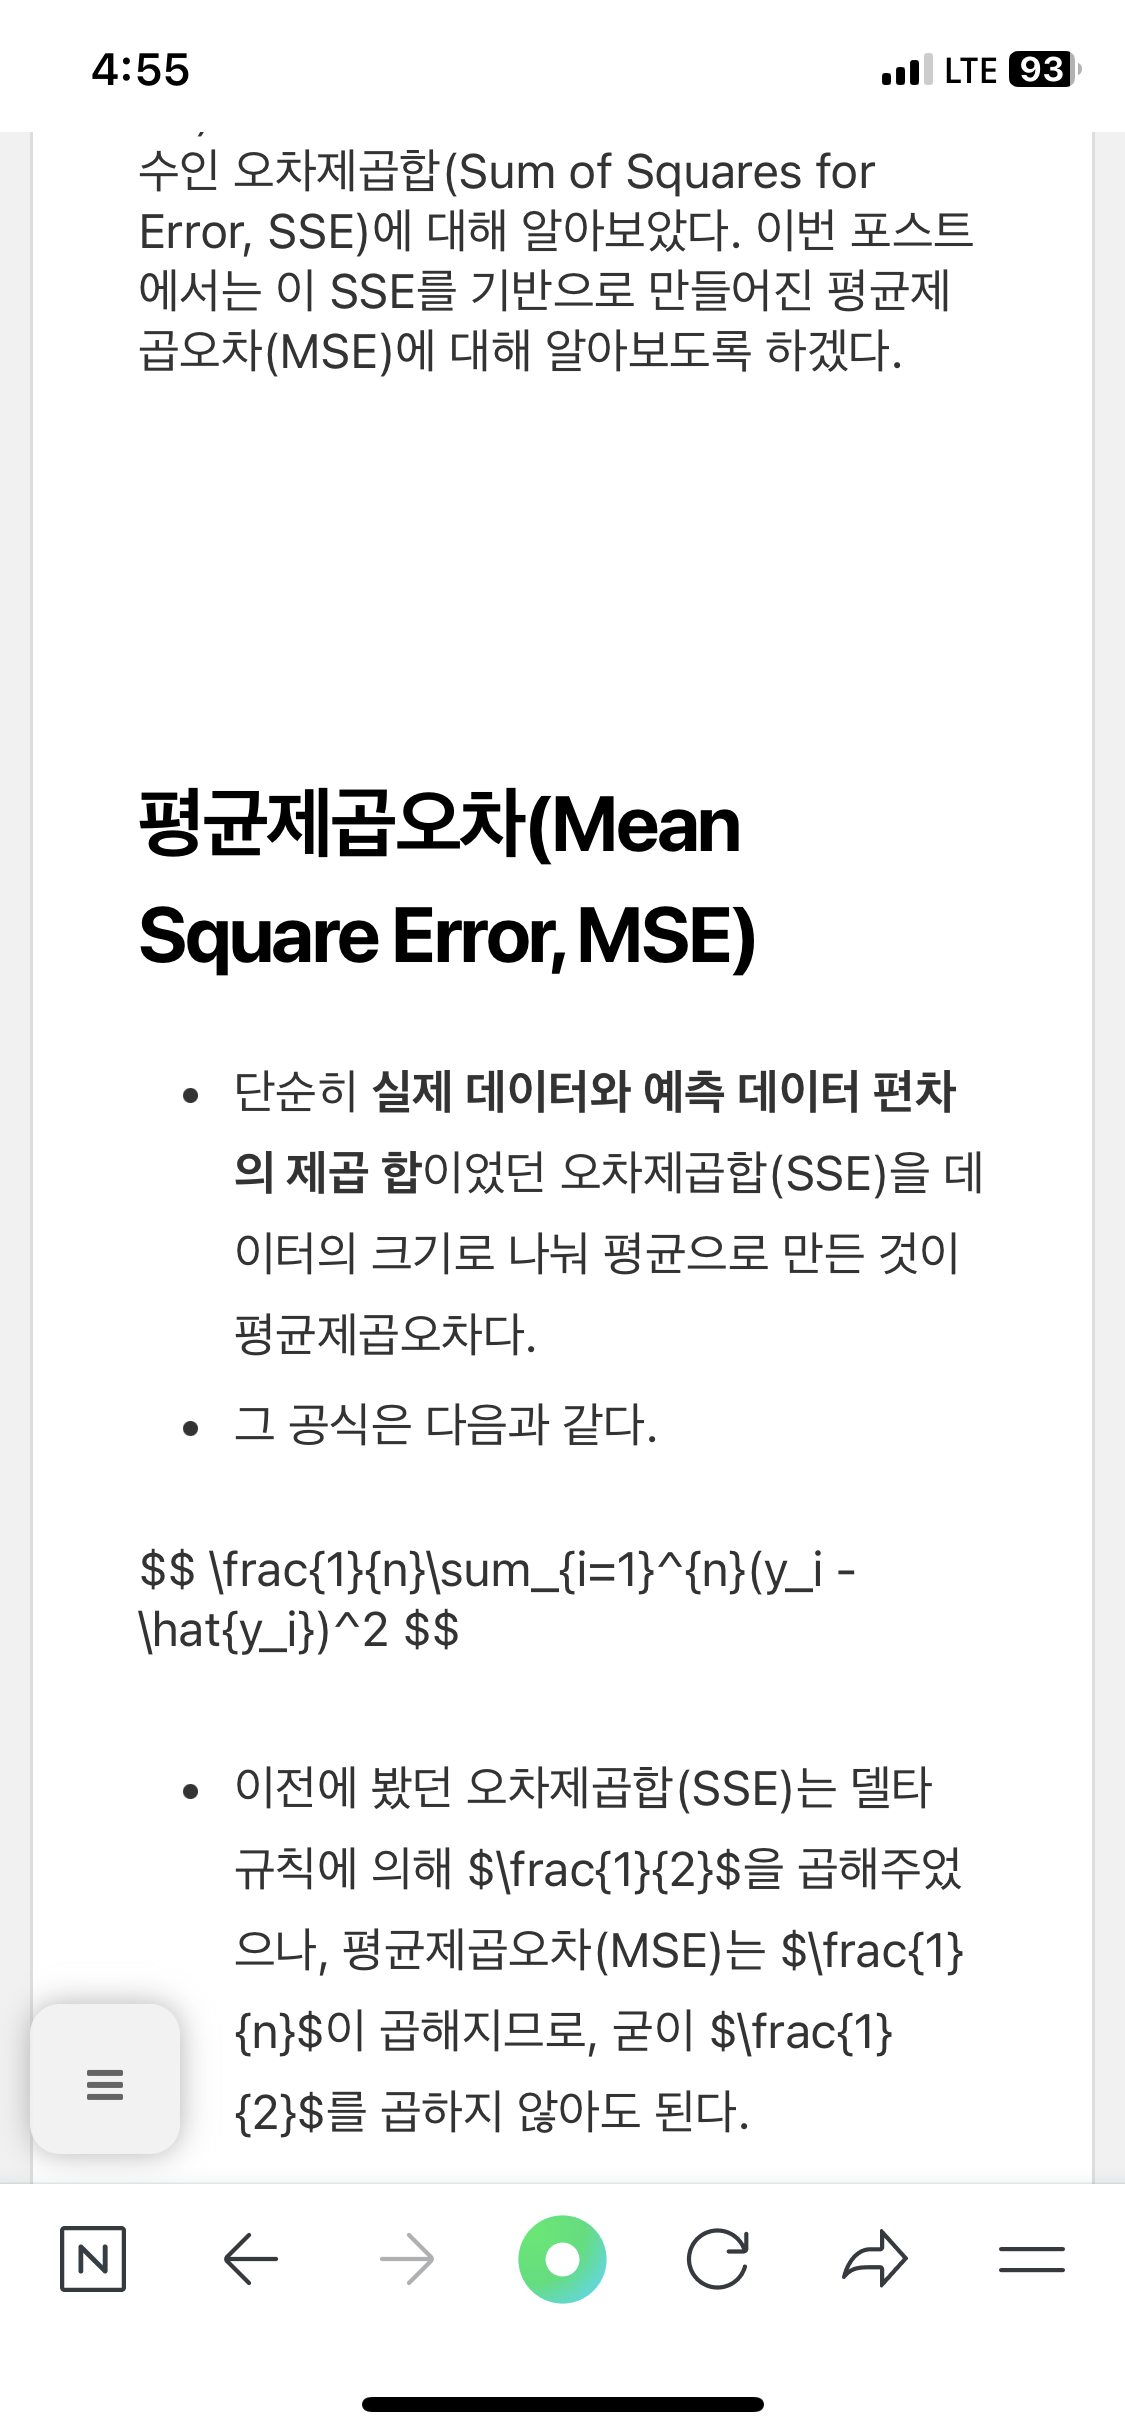 4:55
LTE 93
수인 오차제곱합(Sum of Squares for
Error, SSE)에 대해 알아보았다. 이번 포스트
에서는 이 SSE를 기반으로 만들어진 평균제
곱오차(MSE)에 대해 알아보도록 하겠다.
평균제곱오차(Mean
Square Error, MSE)
• 단순히 실제 데이터와 예측 데이터 편차
의 제곱 합이었던 오차제곱합(SSE)을 데
이터의 크기로 나눠 평균으로 만든 것이
평균제곱오차다.
• 그 공식은 다음과 같다.
$$ \frac{1}{n}\sum_{i=1}^{n}(y_i -
\hat{y_i})^2 $$
• 이전에 봤던 오차제곱합(SSE)는 델타
규칙에 의해 $\frac{1}{2}$을 곱해주었
으나, 평균제곱오차(MSE)는 $\frac{1}
{n}$이 곱해지므로, 굳이 $\frac{1}
{2}$를 곱하지 않아도 된다.
N